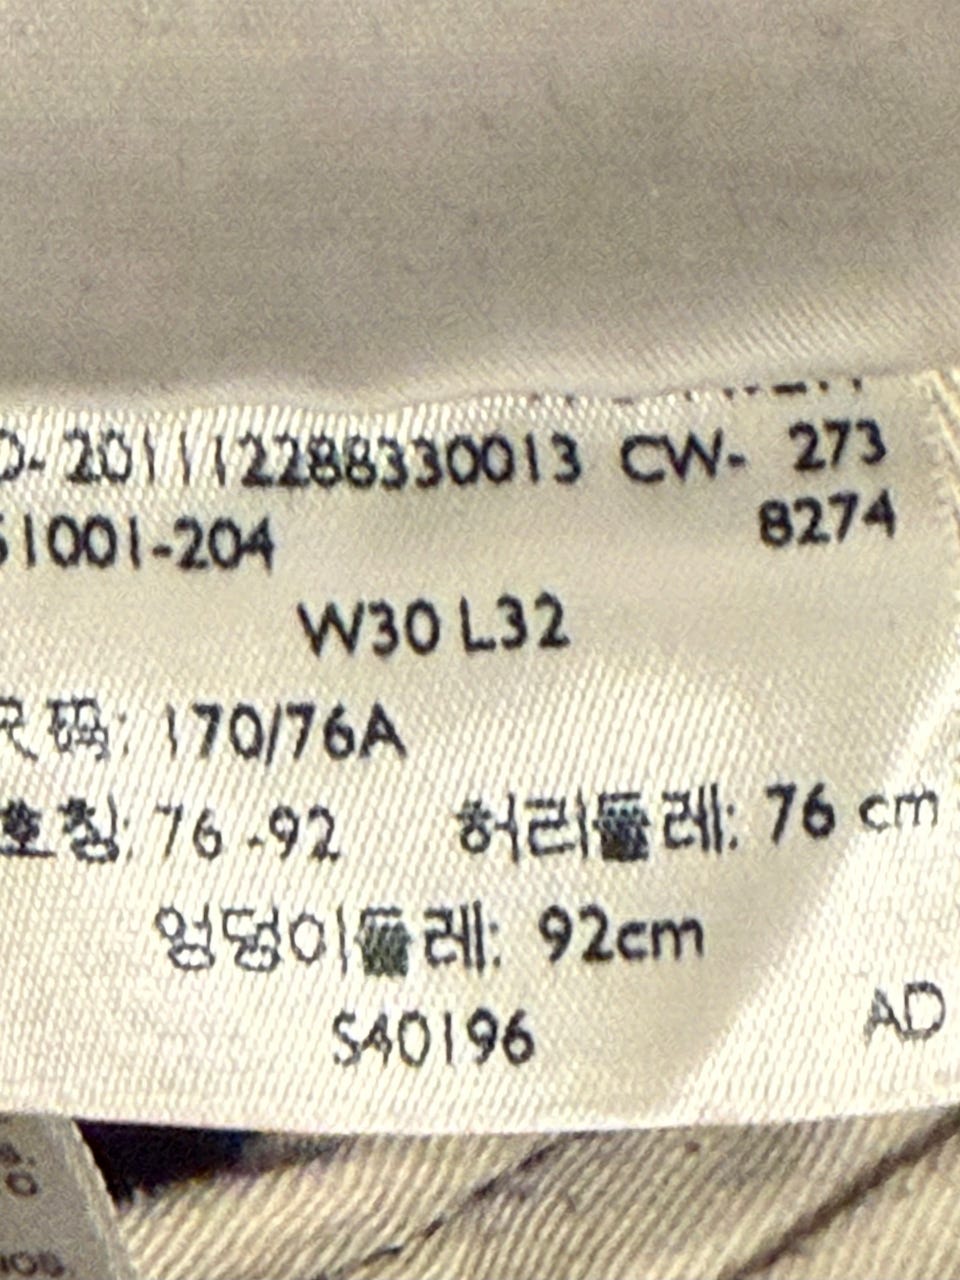 D- 201112288330013 CW- 273
51001-204 8274
W30 L32
尺码: 170/76A
호칭: 76 -92 허리둘레: 76 cm
엉덩이둘레: 92cm
S40196
AD